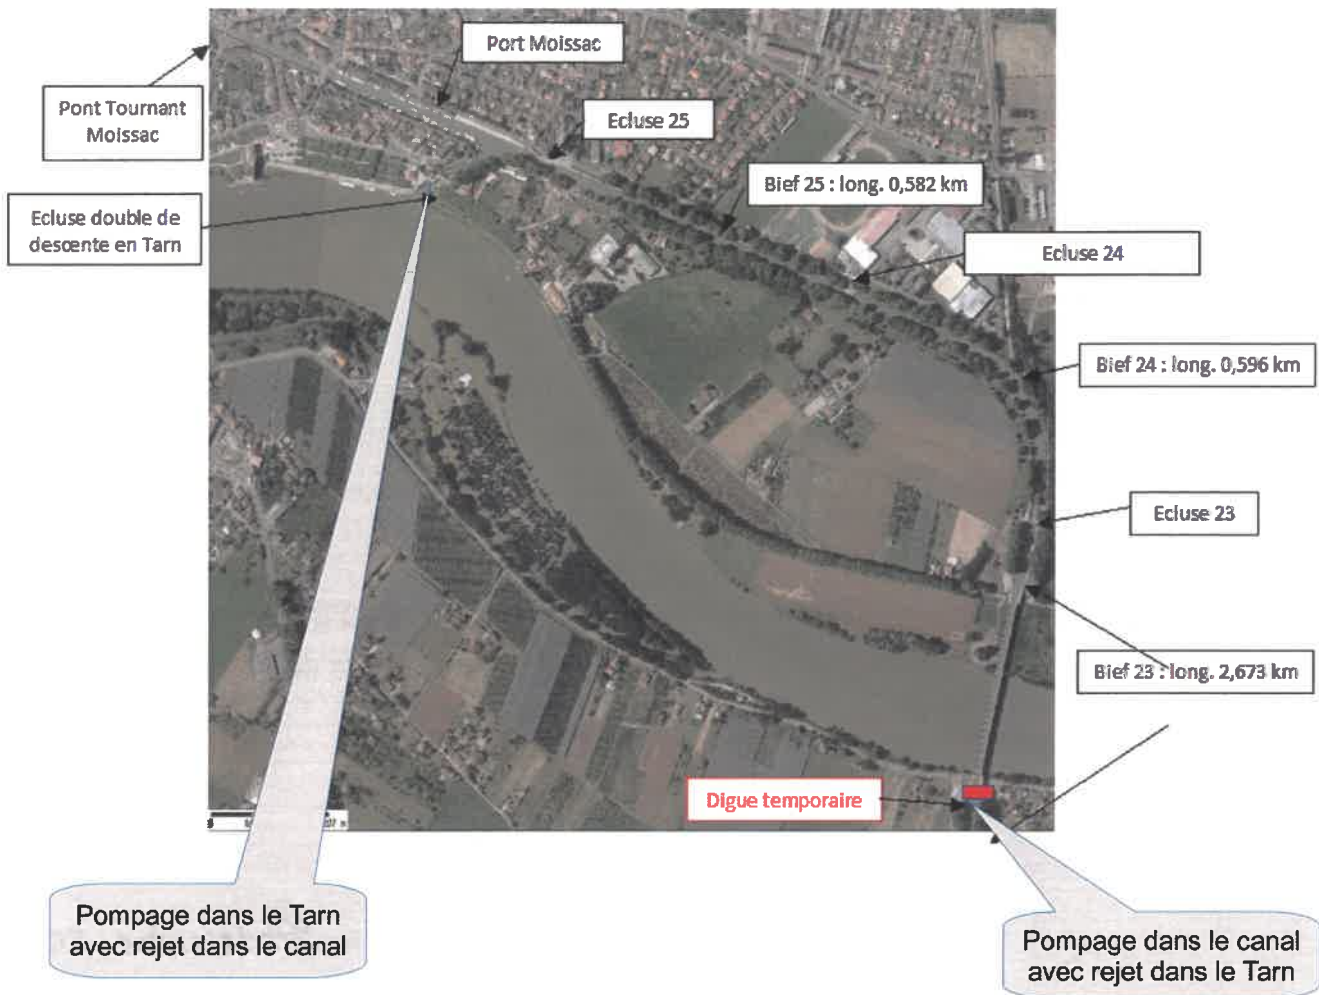 Port Moissac
Pont Tournant
Moissac
Ecluse 25
Bief 25 : long. 0,582 km
Ecluse double de
descente en Tarn
Ecluse 24
Bief 24 : long. 0,596 km
Ecluse 23
Bief 23 : long. 2,673 km
Digue temporaire
Pompage dans le Tarn
avec rejet dans le canal
Pompage dans le canal
avec rejet dans le Tarn